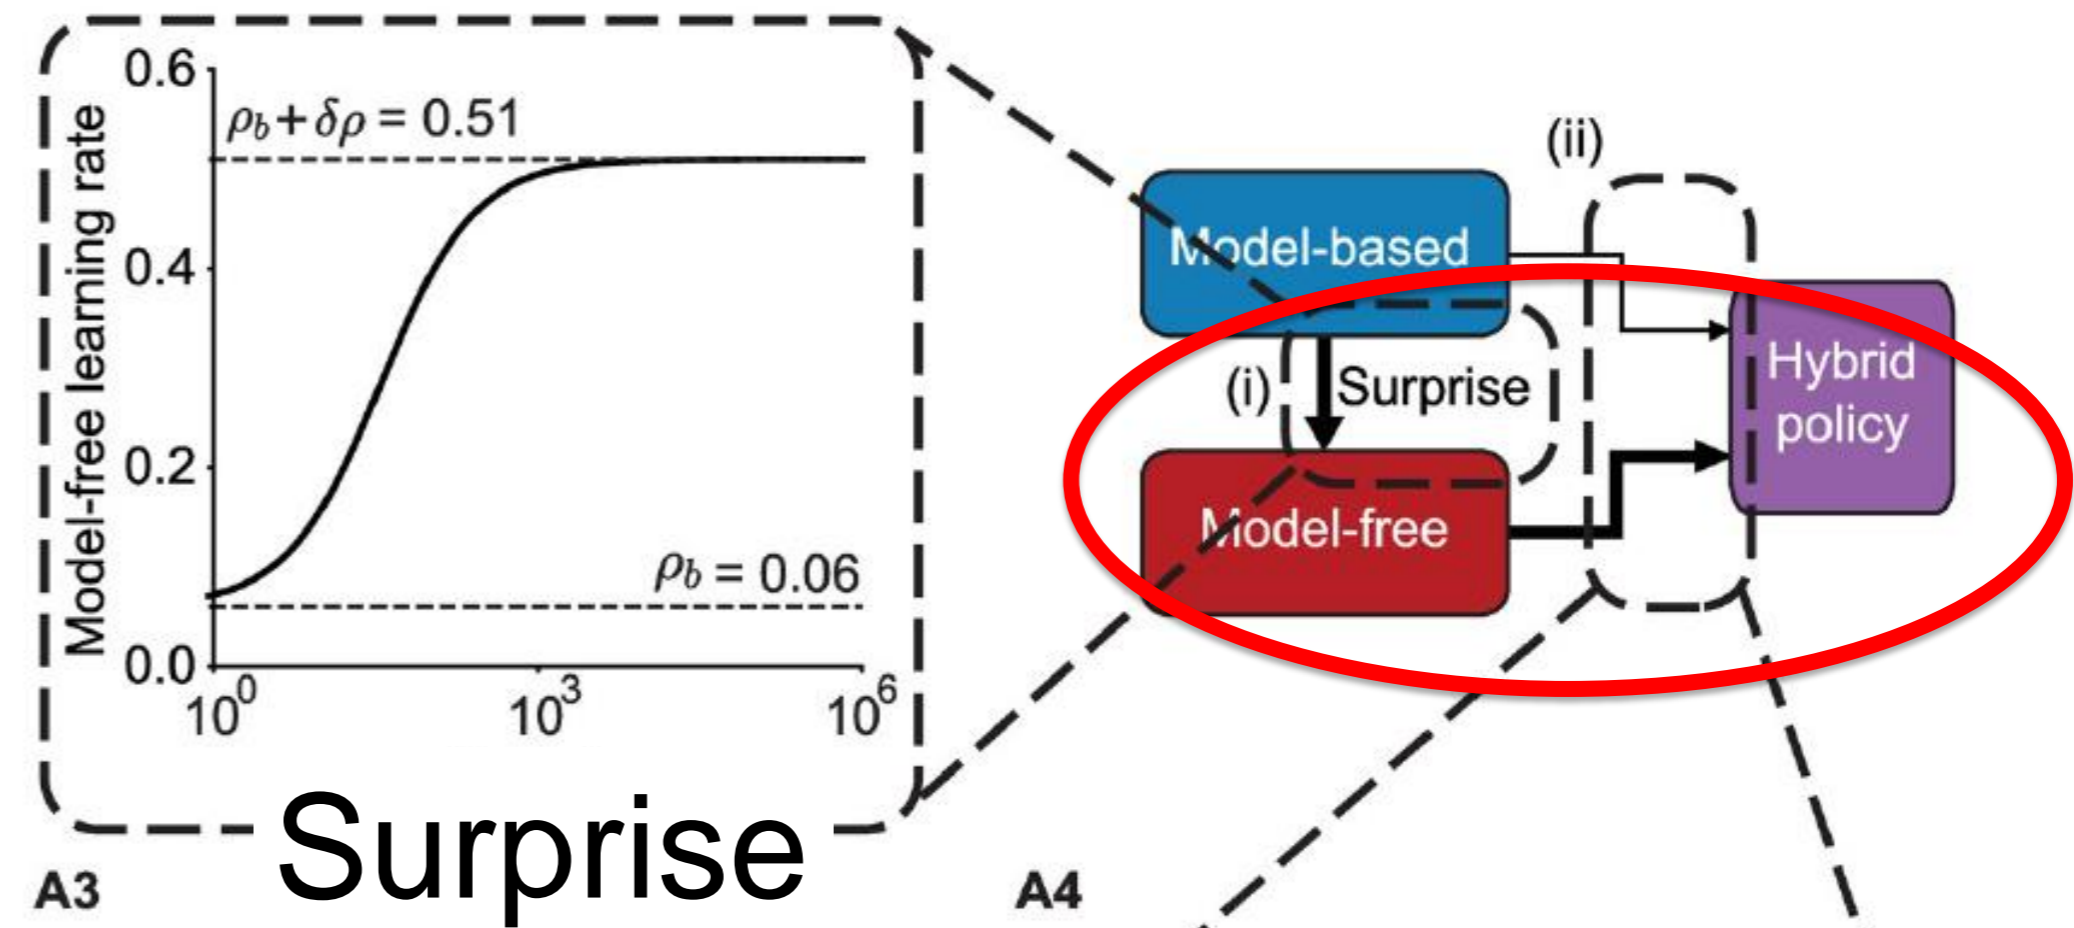 0.6
ρb + δρ = 0.51
0.4
0.2
ρb = 0.06
0.0
10^0 10^3 10^6
Model-free learning rate
Surprise
A3
(ii)
Model-based
(i)
Surprise
Model-free
Hybrid
policy
A4